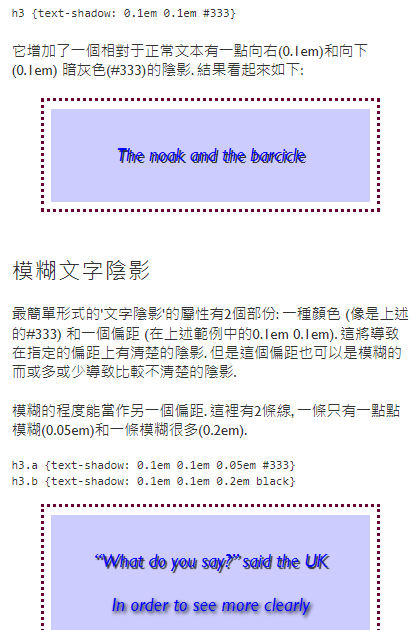 h3 {text-shadow: 0.1em 0.1em #333}
它增加了一個相對于正常文本有一點向右(0.1em)和向下
(0.1em) 暗灰色(#333)的陰影. 結果看起來如下:
The noak and the barcicle
模糊文字陰影
最簡單形式的'文字陰影'的屬性有2個部份: 一種顏色 (像是上述
的#333) 和一個偏距 (在上述範例中的0.1em 0.1em). 這將導致
在指定的偏距上有清楚的陰影. 但是這個偏距也可以是模糊的
而或多或少導致比較不清楚的陰影.
模糊的程度能當作另一個偏距. 這裡有2條線, 一條只有一點點
模糊(0.05em)和一條模糊很多(0.2em).
h3.a {text-shadow: 0.1em 0.1em 0.05em #333}
h3.b {text-shadow: 0.1em 0.1em 0.2em black}
“What do you say?” said the UK
In order to see more clearly